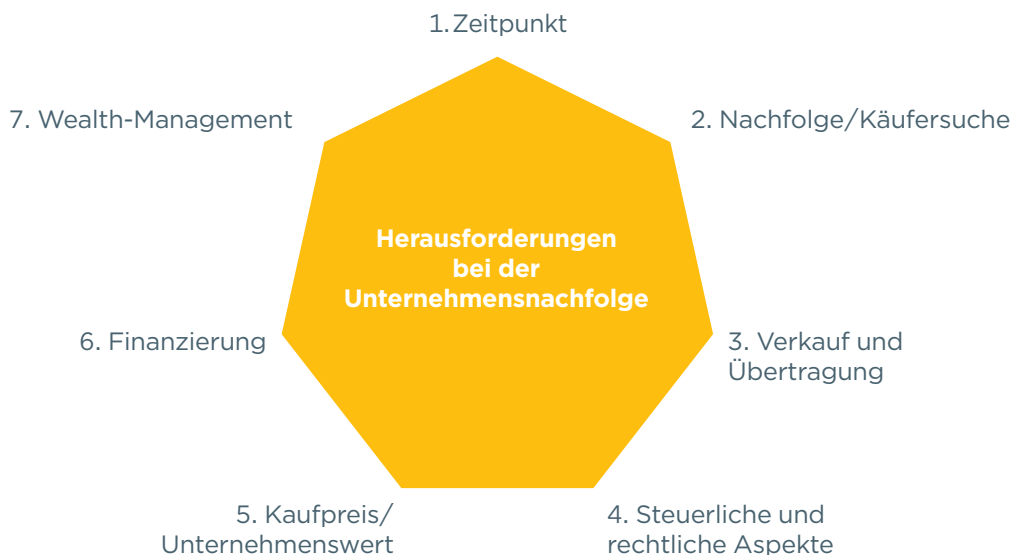 1. Zeitpunkt
2. Nachfolge/Käufersuche
3. Verkauf und
Übertragung
4. Steuerliche und
rechtliche Aspekte
5. Kaufpreis/
Unternehmenswert
6. Finanzierung
7. Wealth-Management
Herausforderungen
bei der
Unternehmensnachfolge